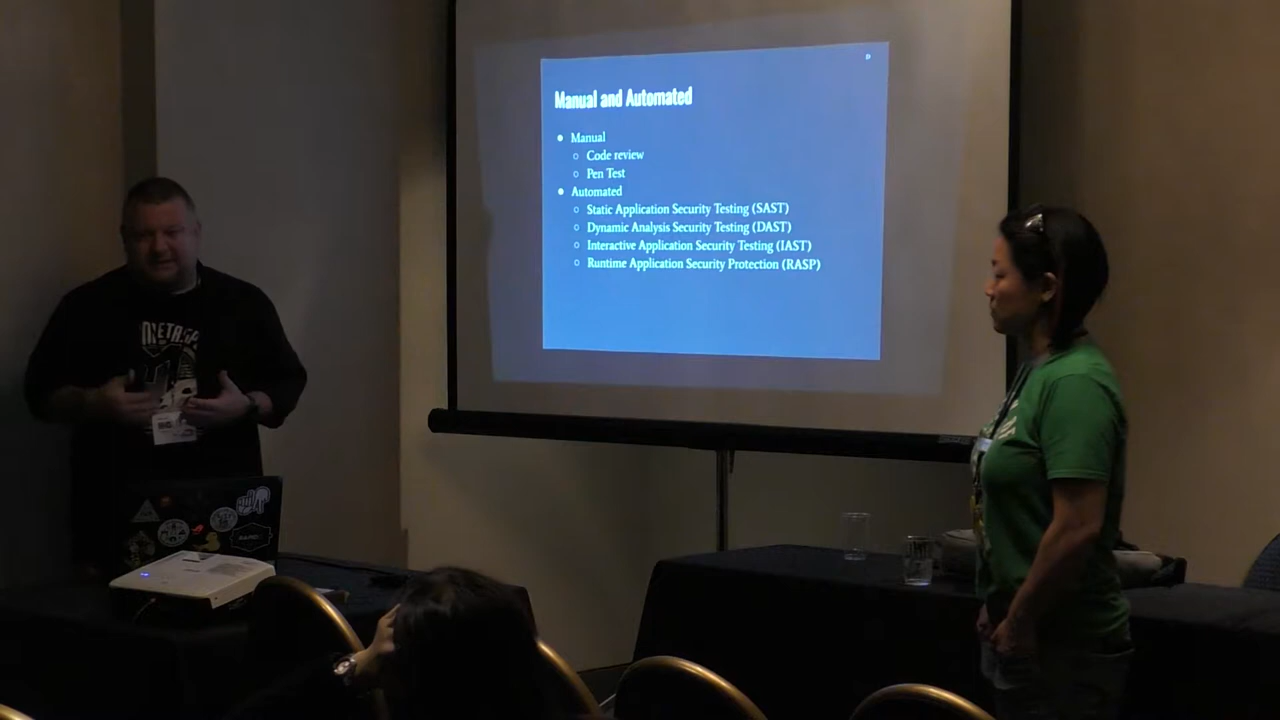 Manual and Automated
● Manual
○ Code review
○ Pen Test
● Automated
○ Static Application Security Testing (SAST)
○ Dynamic Analysis Security Testing (DAST)
○ Interactive Application Security Testing (IAST)
○ Runtime Application Security Protection (RASP)